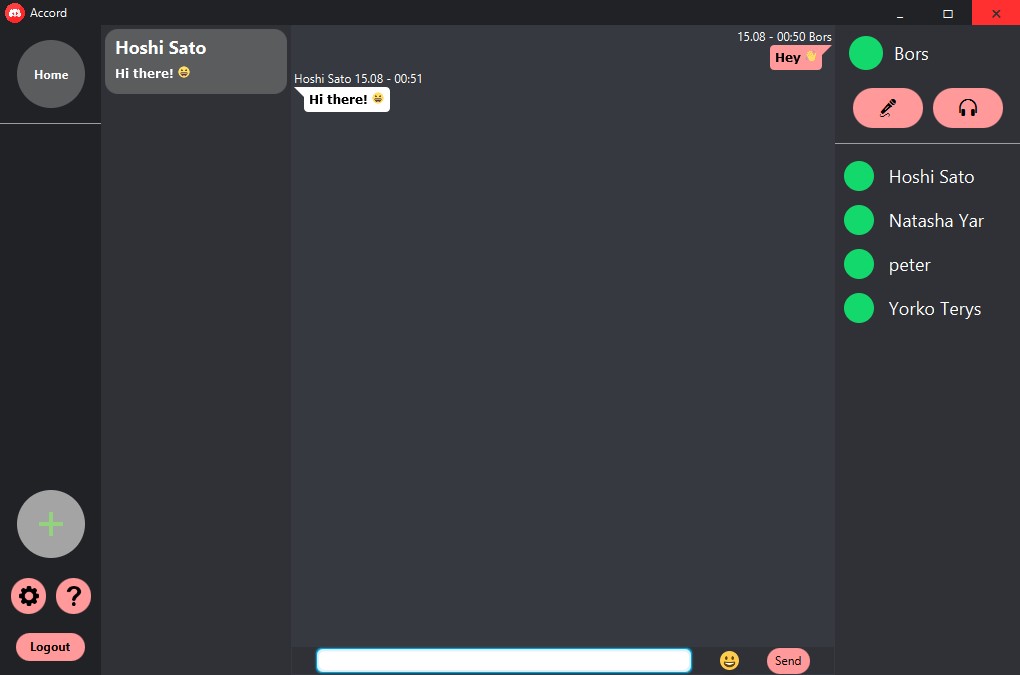 Accord
Home
Logout
Hoshi Sato
Hi there! 😄
15.08 - 00:50 Bors
Hey 👋
Hoshi Sato 15.08 - 00:51
Hi there! 😄
Send
Bors
Hoshi Sato
Natasha Yar
peter
Yorko Terys